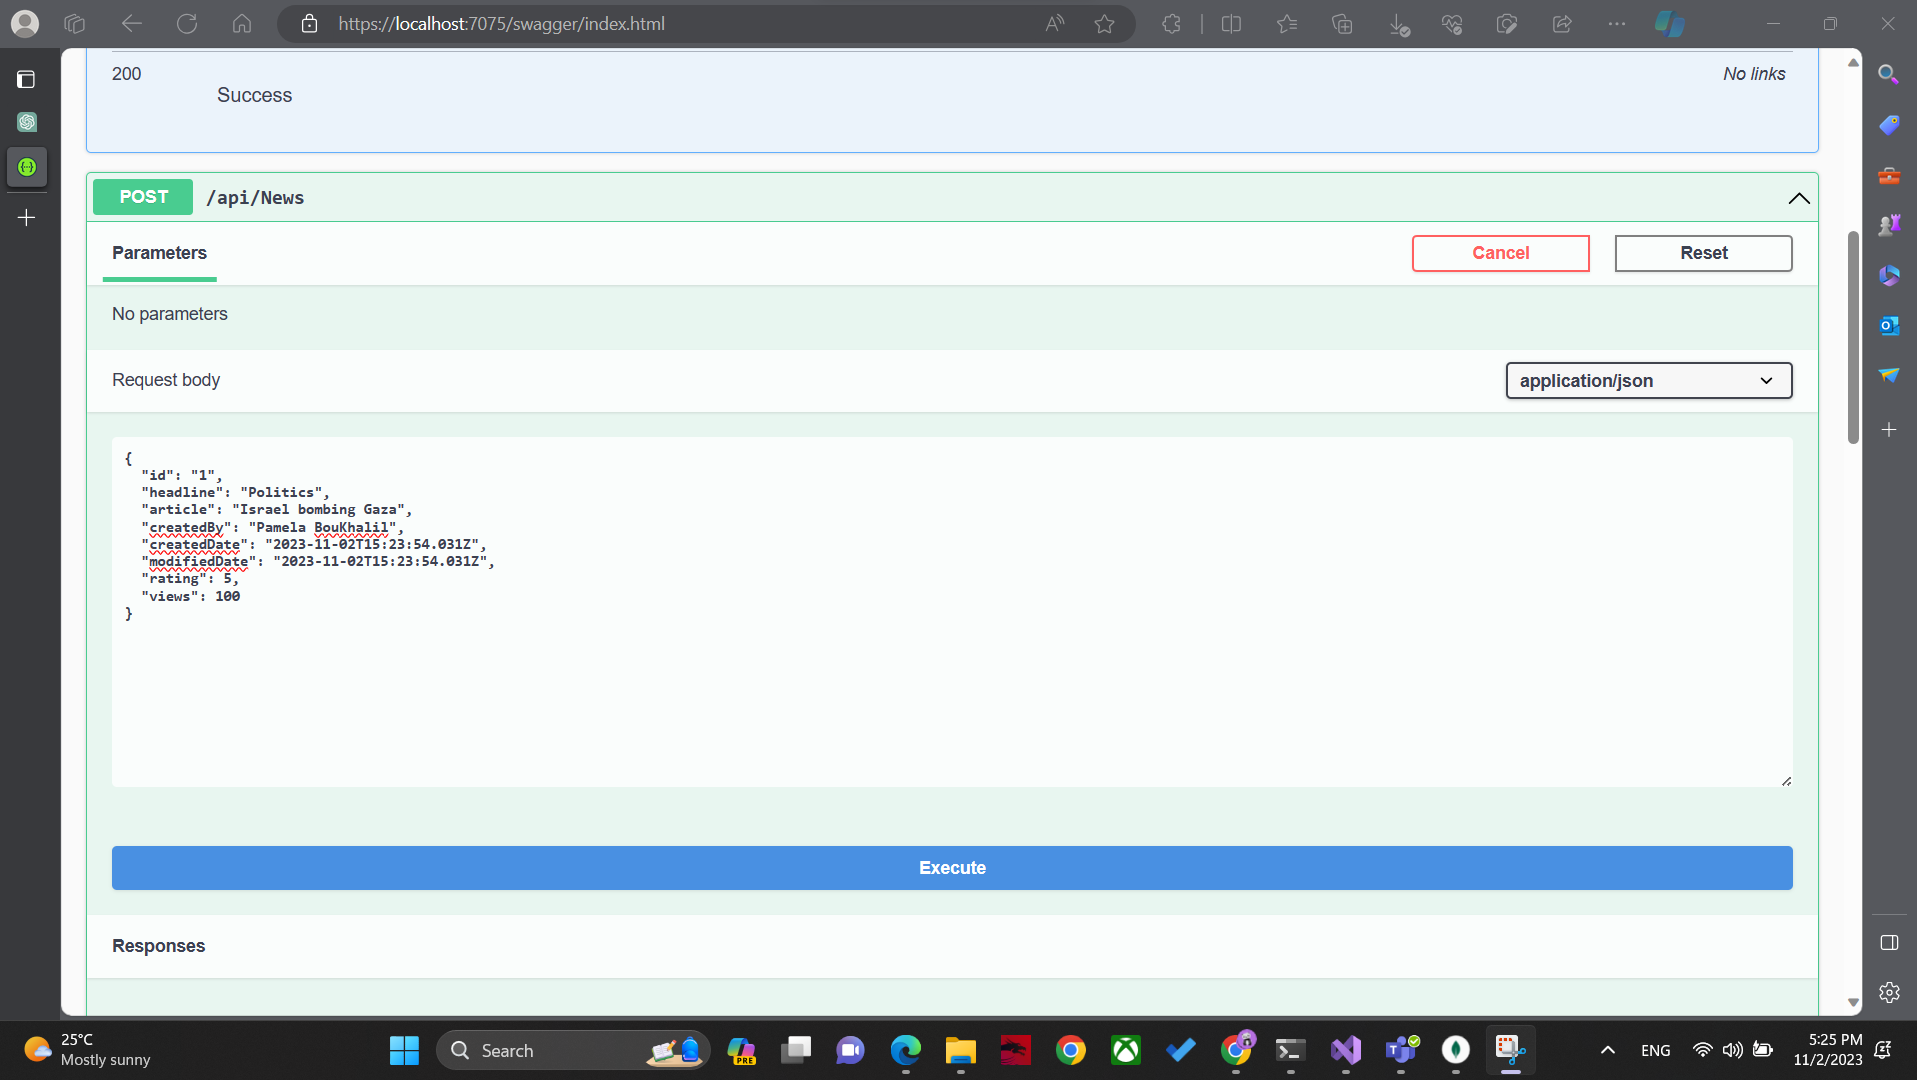 https://localhost:7075/swagger/index.html
200
No links
Success
POST /api/News
Parameters
Cancel
Reset
No parameters
Request body
application/json
{
"id": "1",
"headline": "Politics",
"article": "Israel bombing Gaza",
"createdBy": "Pamela BouKhalil",
"createdDate": "2023-11-02T15:23:54.031Z",
"modifiedDate": "2023-11-02T15:23:54.031Z",
"rating": 5,
"views": 100
}
Execute
Responses
25°C
Mostly sunny
Search
PRE
ENG
5:25 PM
11/2/2023